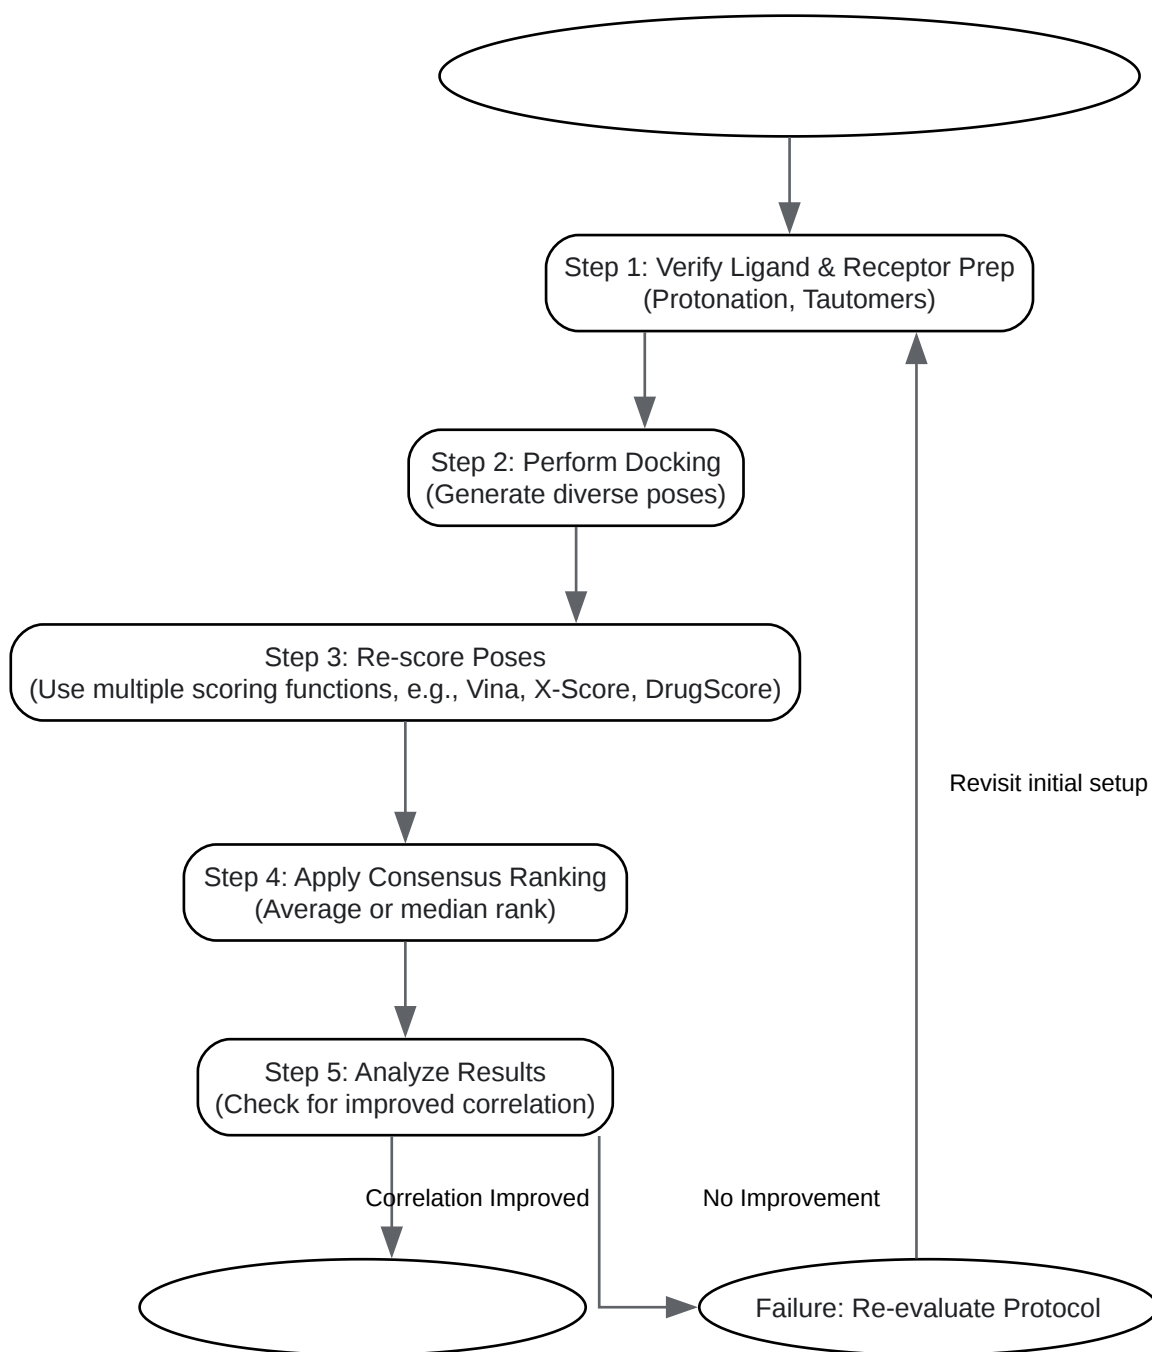 Step 1: Verify Ligand & Receptor Prep
(Protonation, Tautomers)
Step 2: Perform Docking
(Generate diverse poses)
Step 3: Re-score Poses
(Use multiple scoring functions, e.g., Vina, X-Score, DrugScore)
Revisit initial setup
Step 4: Apply Consensus Ranking
(Average or median rank)
Step 5: Analyze Results
(Check for improved correlation)
Correlation Improved
No Improvement
Failure: Re-evaluate Protocol